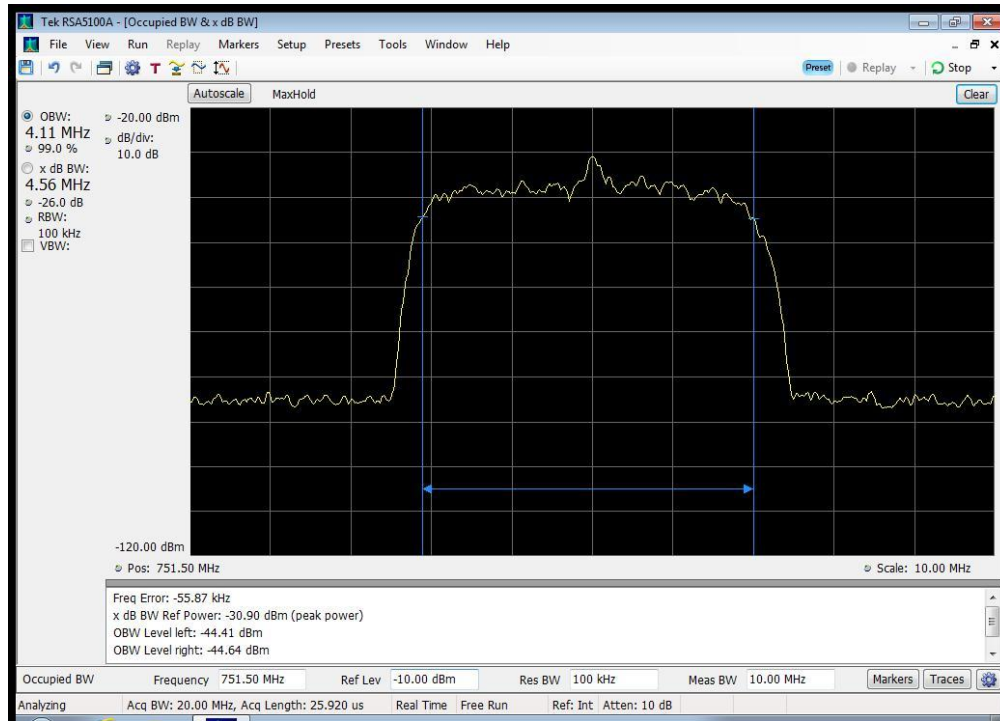 Tek RSA5100A - [Occupied BW & x dB BW]
File View Run Replay Markers Setup Presets Tools Window Help
T Preset Replay Stop
Autoscale MaxHold Clear
OBW:
4.11 MHz
99.0 %
x dB BW:
4.56 MHz
-26.0 dB
RBW:
100 kHz
VBW:
-20.00 dBm
dB/div:
10.0 dB
-120.00 dBm
Pos: 751.50 MHz Scale: 10.00 MHz
Freq Error: -55.87 kHz
x dB BW Ref Power: -30.90 dBm (peak power)
OBW Level left: -44.41 dBm
OBW Level right: -44.64 dBm
Occupied BW Frequency 751.50 MHz Ref Lev -10.00 dBm Res BW 100 kHz Meas BW 10.00 MHz Markers Traces
Analyzing Acq BW: 20.00 MHz, Acq Length: 25.920 us Real Time Free Run Ref: Int Atten: 10 dB